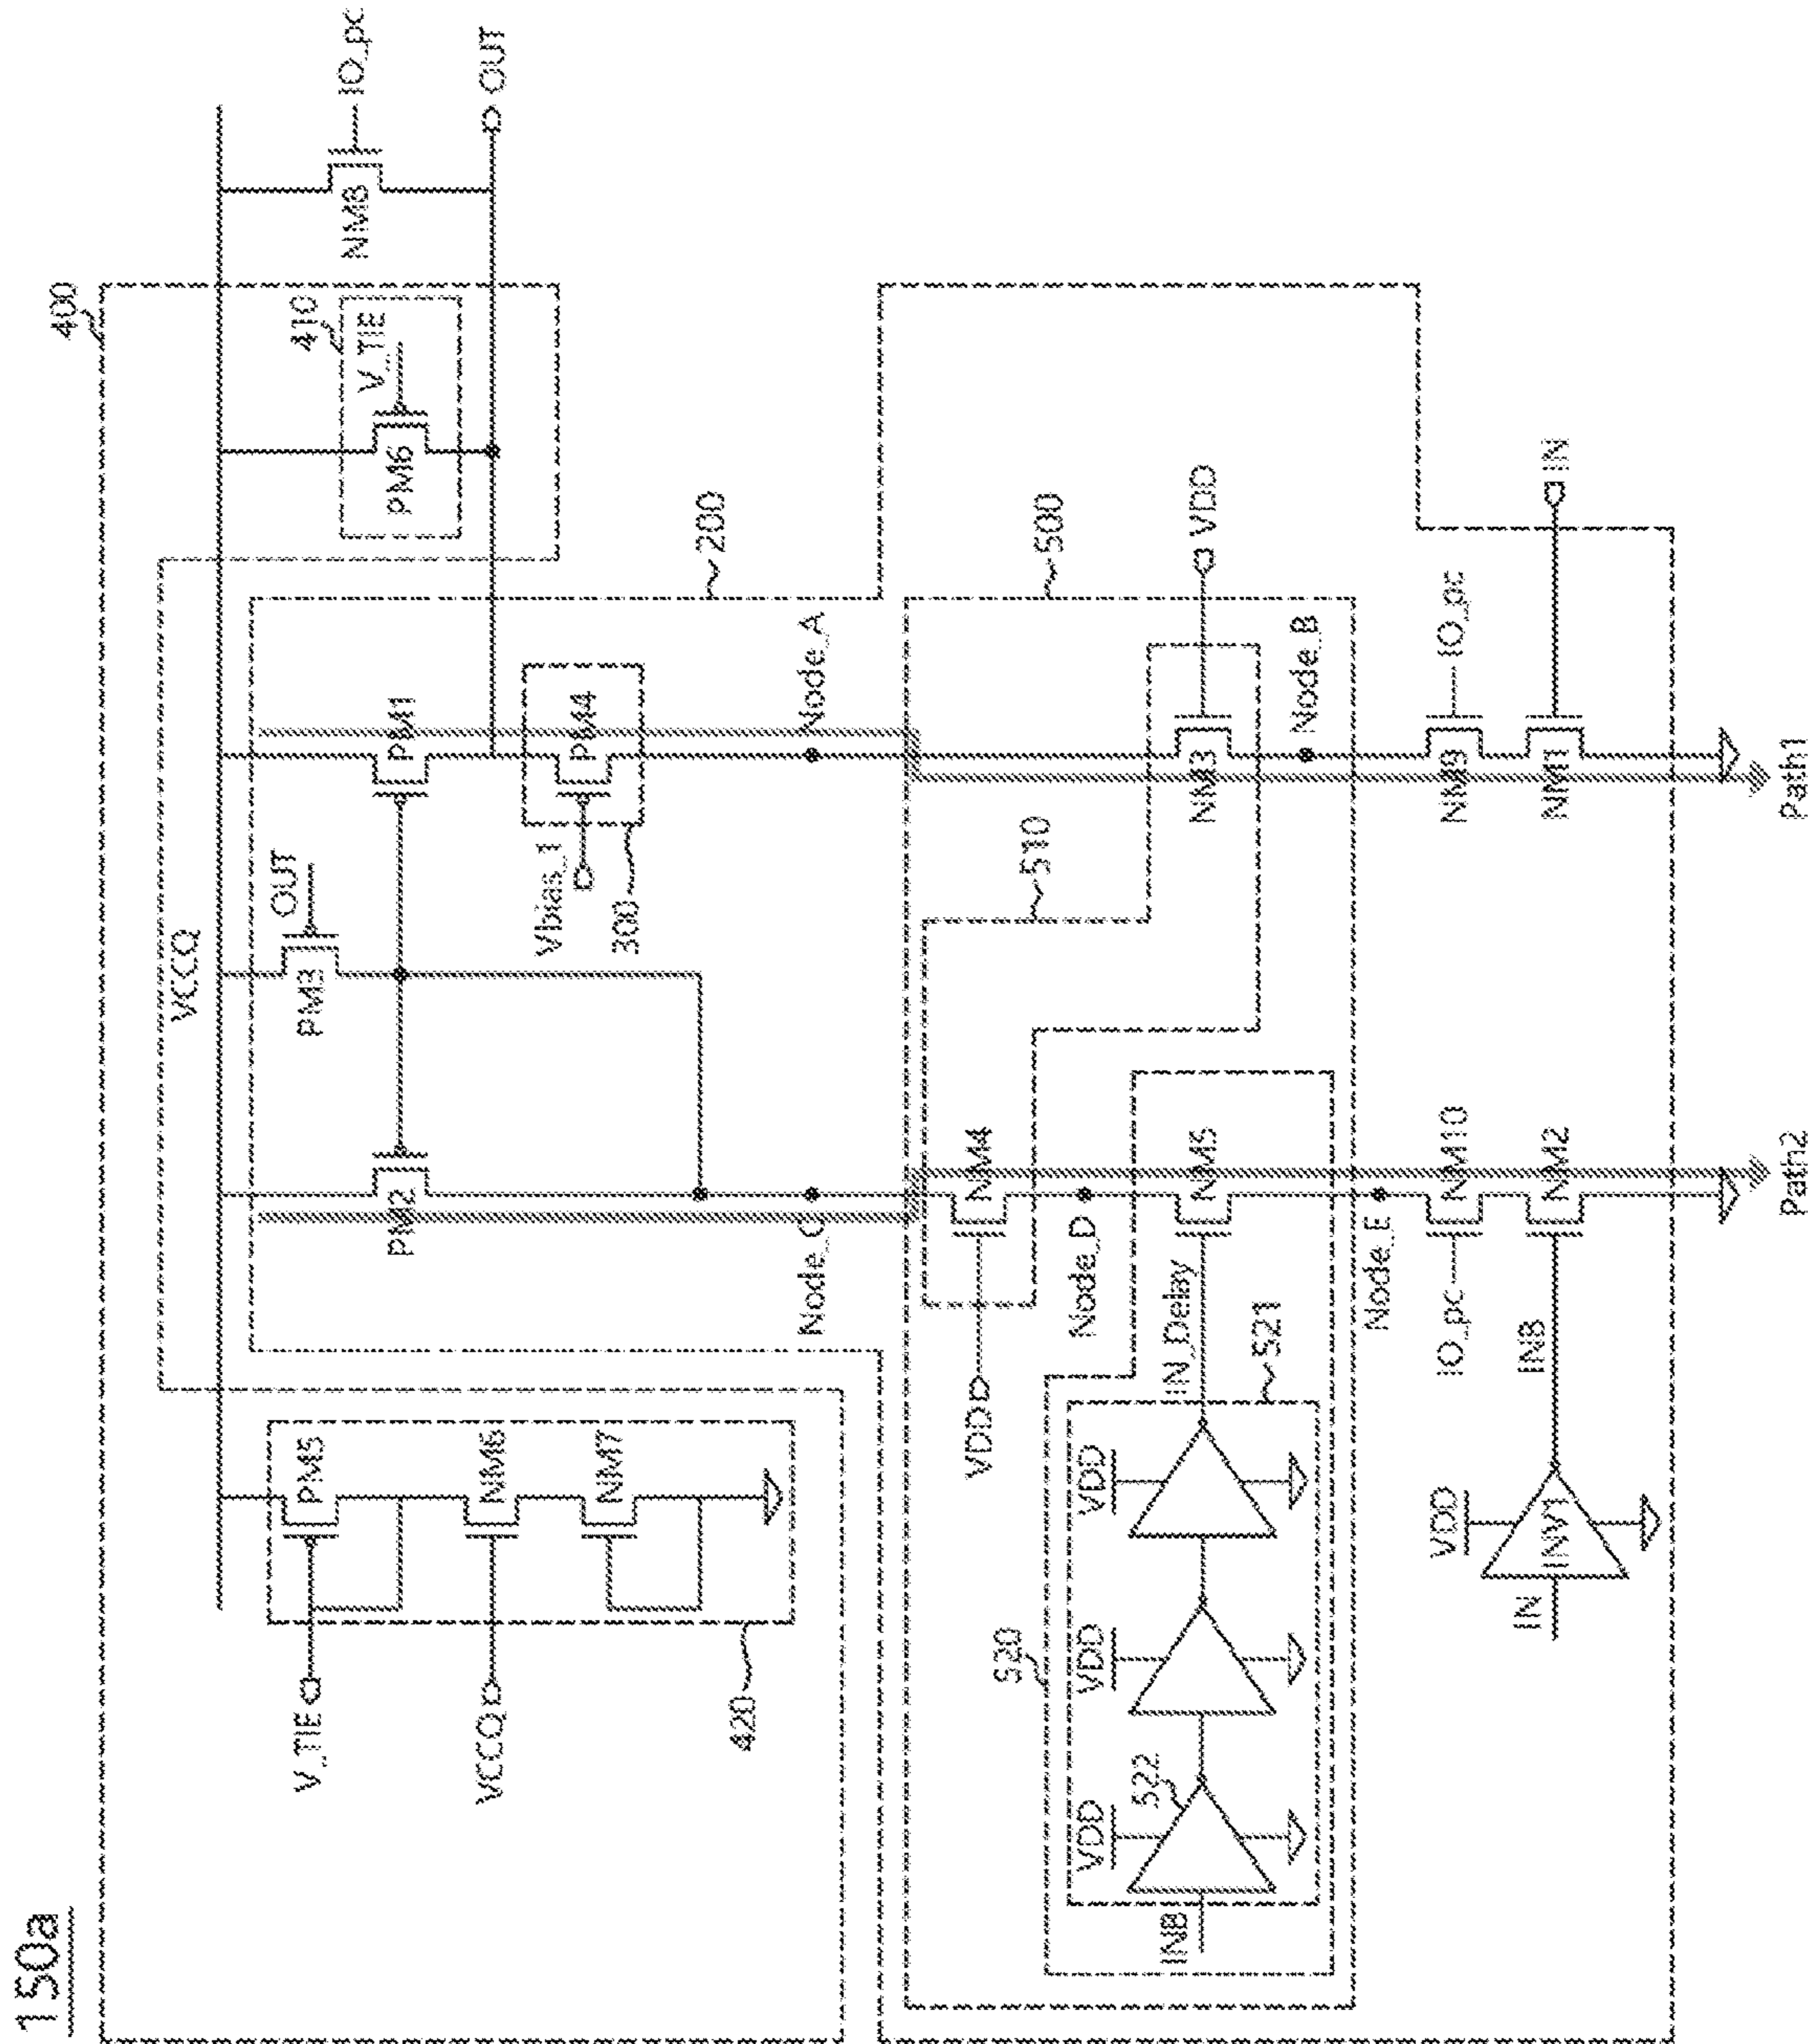 150a
400
VCCQ
IO_pc
NM8
OUT
410
V_TIE
PM6
PM5
V_TIE
NM6
VCCQ
NM7
420
PM3
OUT
PM2
PM1
Vbias_1
PM4
300
200
Node_C
Node_A
500
510
VDD
NM4
Node_D
520
VDD
VDD
VDD
522
521
INB
IN_Delay
NM5
NM3
VDD
Node_B
Node_E
IO_pc
NM10
NM9
IO_pc
VDD
IN
INV1
INB
NM2
NM1
IN
Path2
Path1